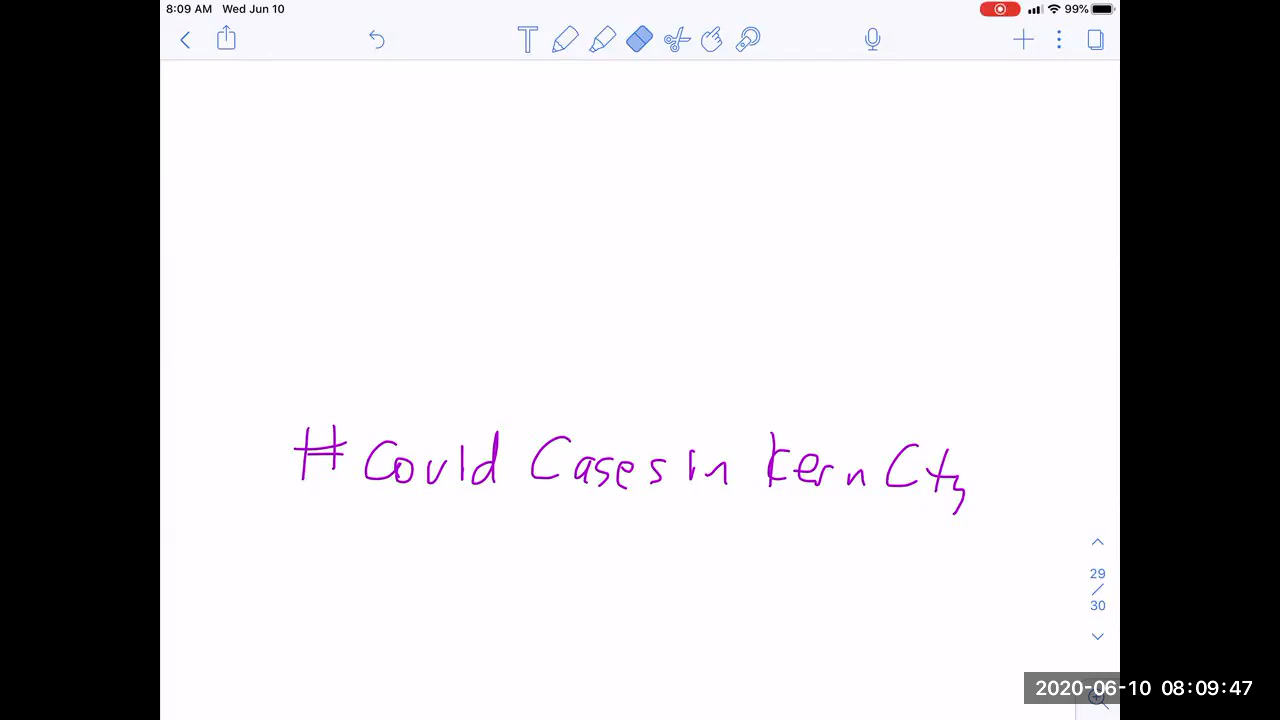 8:09 AM Wed Jun 10 99%
T
# Covid Cases in Kern Cty
29
/
30
2020-06-10 08:09:47